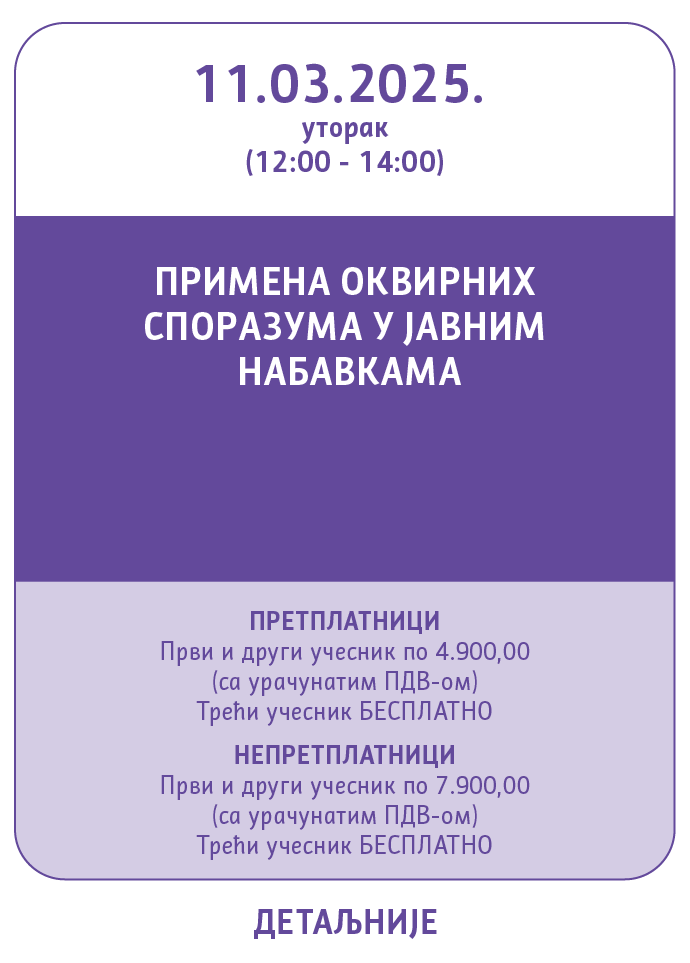 11.03.2025.
уторак
(12:00 - 14:00)
ПРИМЕНА ОКВИРНИХ
СПОРАЗУМА У ЈАВНИМ
НАБАВКАМА
ПРЕТПЛАТНИЦИ
Први и други учесник по 4.900,00
(са урачунатим ПДВ-ом)
Трећи учесник БЕСПЛАТНО
НЕПРЕТПЛАТНИЦИ
Први и други учесник по 7.900,00
(са урачунатим ПДВ-ом)
Трећи учесник БЕСПЛАТНО
ДЕТАЉНИЈЕ